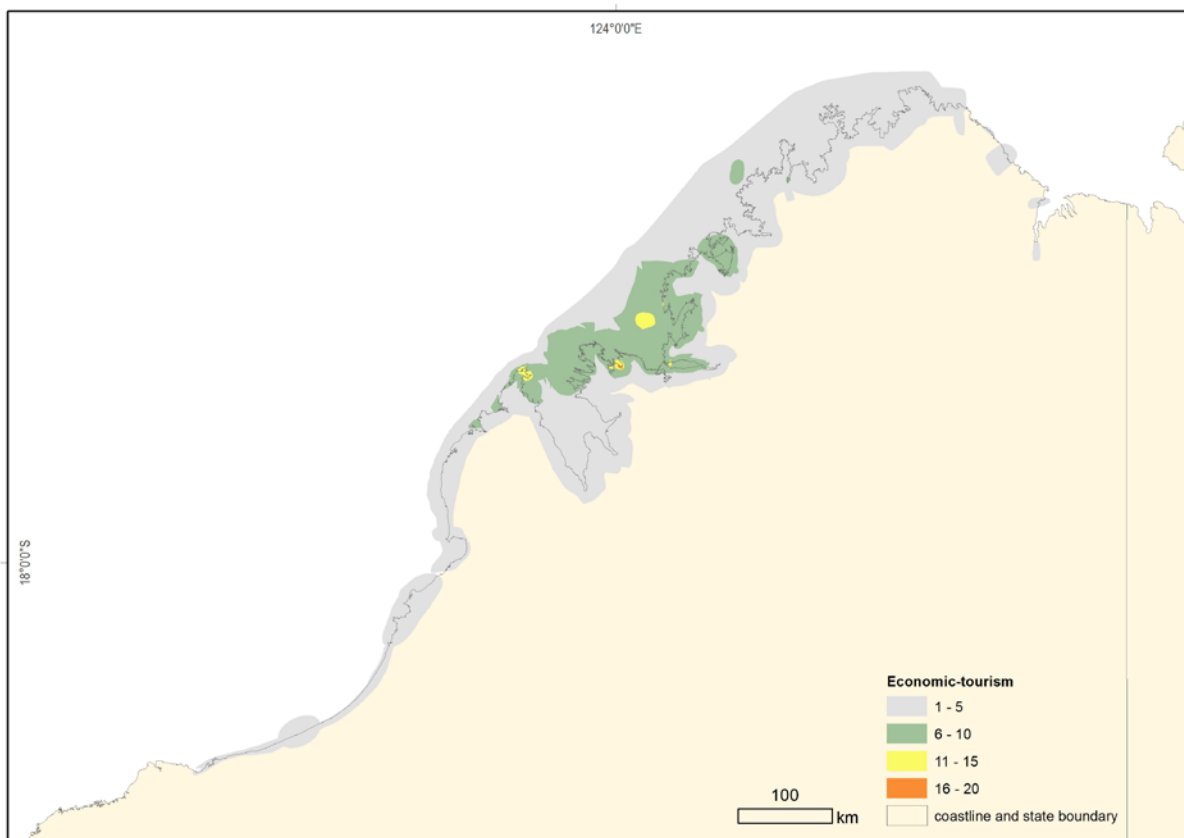 124°0'0"E
18°0'0"S
Economic-tourism
1 - 5
6 - 10
11 - 15
16 - 20
coastline and state boundary
100
km